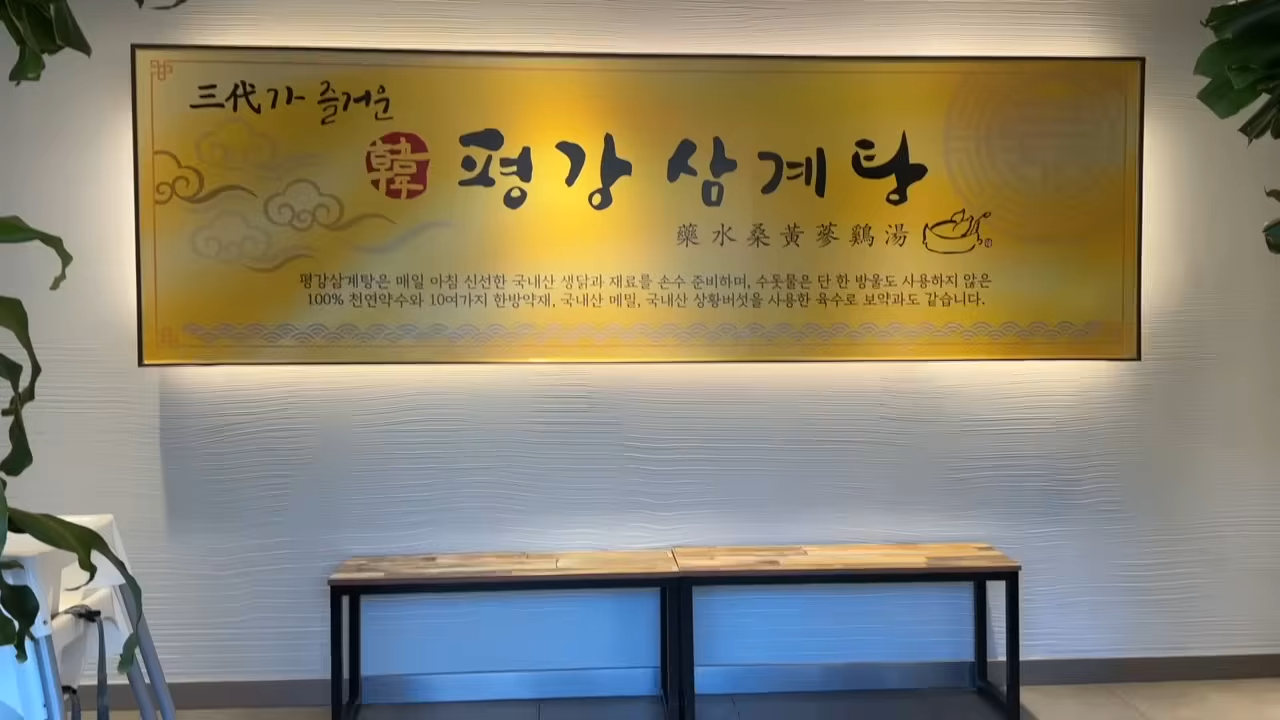 三代가 즐거운
韓 평강 삼계탕
藥水桑黃蔘鷄湯
평강삼계탕은 매일 아침 신선한 국내산 생닭과 재료를 손수 준비하며, 수돗물은 단 한 방울도 사용하지 않은
100% 천연약수와 10여가지 한방약재, 국내산 메밀, 국내산 상황버섯을 사용한 육수로 보약과도 같습니다.